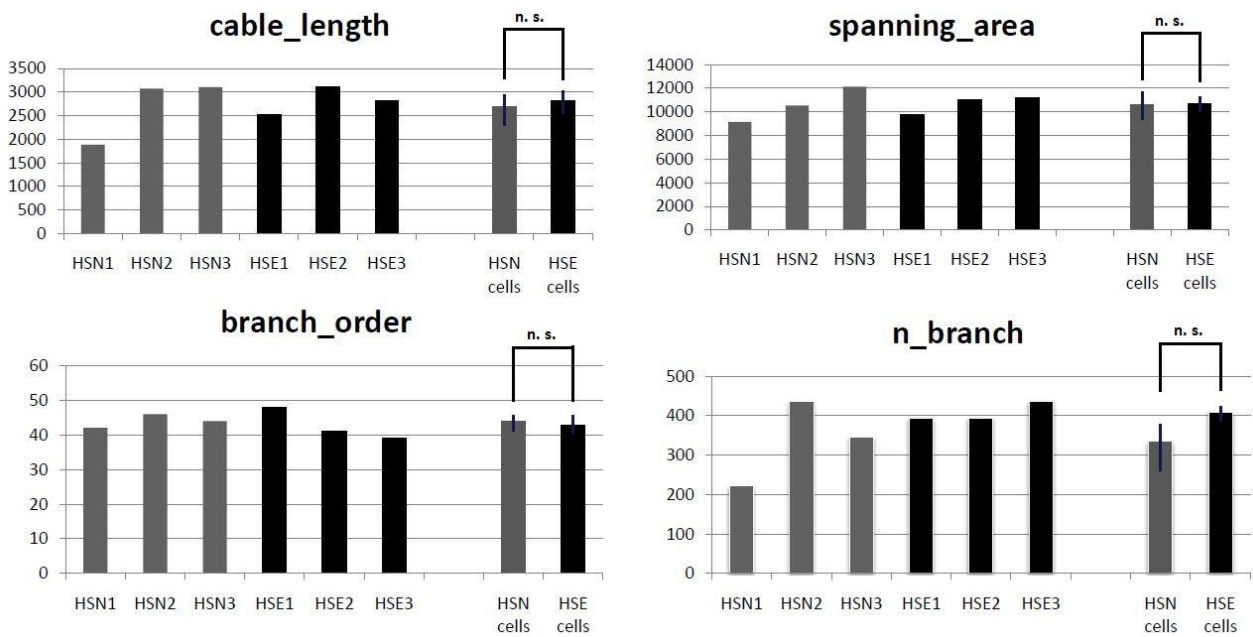 cable_length
n. s.
3500
3000
2500
2000
1500
1000
500
0
HSN1 HSN2 HSN3 HSE1 HSE2 HSE3 HSN HSE
cells cells
spanning_area
n. s.
14000
12000
10000
8000
6000
4000
2000
0
HSN1 HSN2 HSN3 HSE1 HSE2 HSE3 HSN HSE
cells cells
branch_order
n. s.
60
50
40
30
20
10
0
HSN1 HSN2 HSN3 HSE1 HSE2 HSE3 HSN HSE
cells cells
n_branch
n. s.
500
400
300
200
100
0
HSN1 HSN2 HSN3 HSE1 HSE2 HSE3 HSN HSE
cells cells